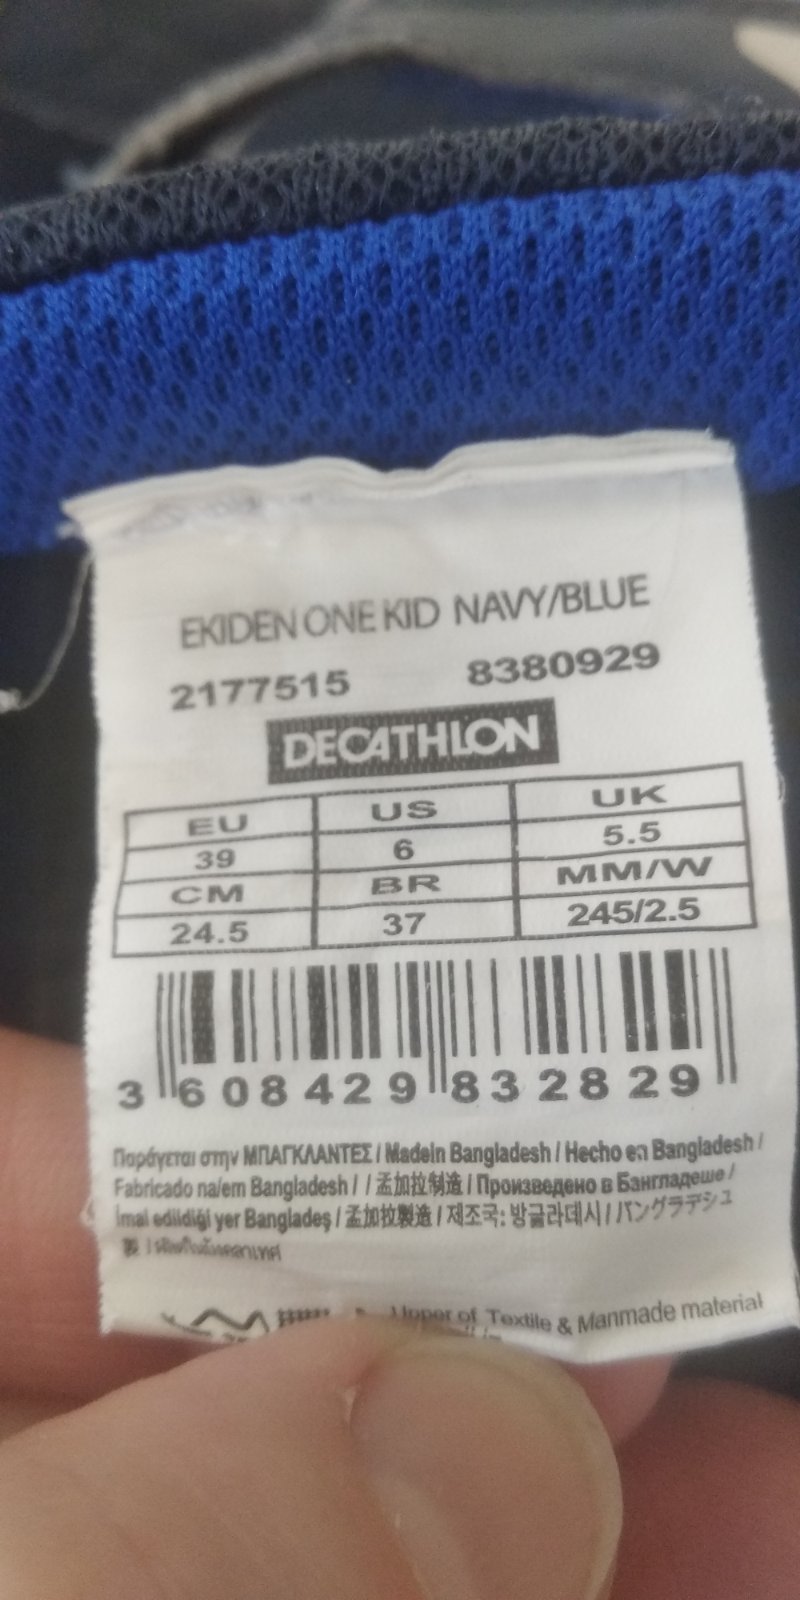 EKIDEN ONE KID NAVY/BLUE
2177515 8380929
DECATHLON
EU US UK
39 6 5.5
CM BR MM/W
24.5 37 245/2.5
3 608429 832829
Παράγεται στην ΜΠΑΓΚΛΑΝΤΕΣ / Madein Bangladesh / Hecho en Bangladesh /
Fabricado na/em Bangladesh / / 孟加拉制造 / Произведено в Бангладеше /
İmal edildiği yer Bangladeş / 孟加拉製造 / 제조국: 방글라데시 / バングラデシュ
製 /
Upper of Textile & Manmade material